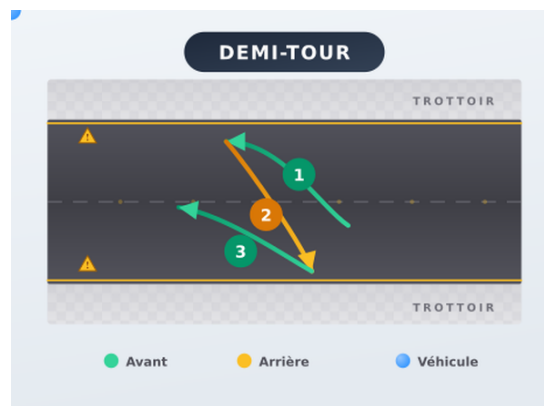 DEMI-TOUR
TROTTOIR
1
2
3
TROTTOIR
Avant Arrière Véhicule